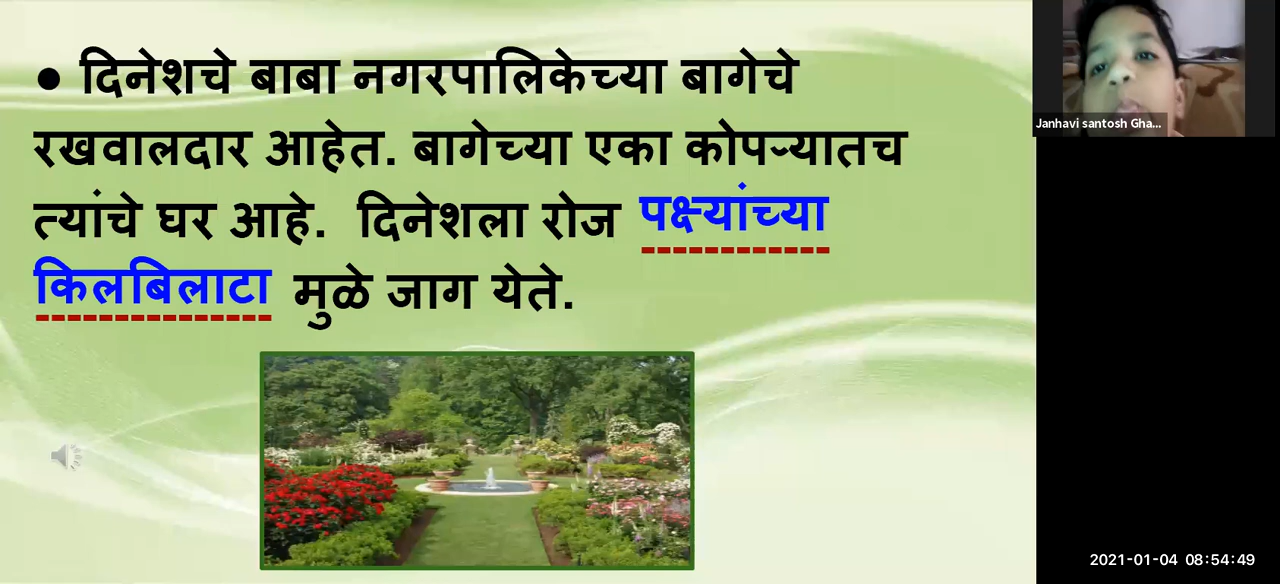 ● दिनेशचे बाबा नगरपालिकेच्या बागेचे
रखवालदार आहेत. बागेच्या एका कोपऱ्यातच
त्यांचे घर आहे. दिनेशला रोज पक्ष्यांच्या
किलबिलाटा मुळे जाग येते.
Janhavi santosh Gha...
2021-01-04 08:54:49